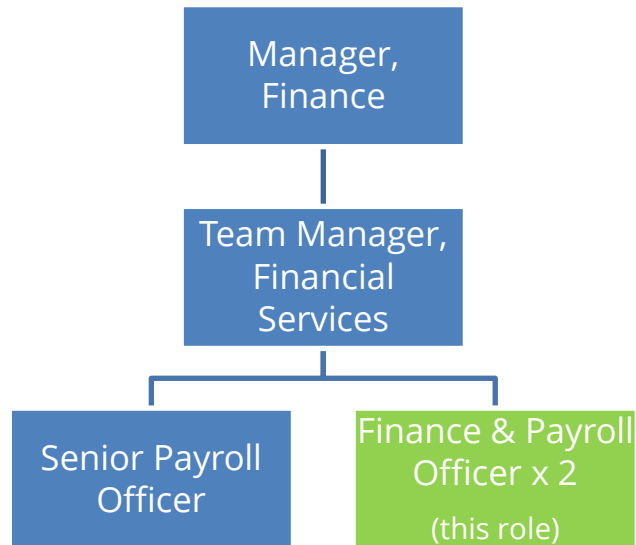 Manager,
Finance
Team Manager,
Financial
Services
Senior Payroll
Officer
Finance & Payroll
Officer x 2
(this role)